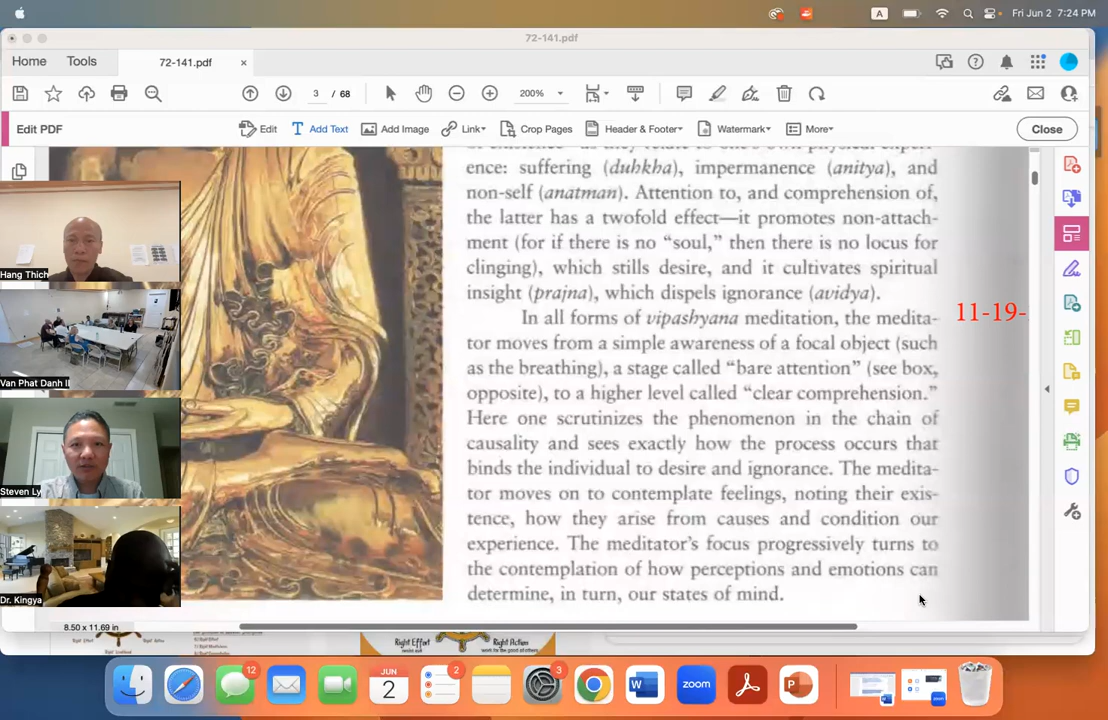 Fri Jun 2 7:24 PM
A
72-141.pdf
Home Tools 72-141.pdf ×
3 / 68 200%
Edit PDF Edit Add Text Add Image Link Crop Pages Header & Footer Watermark More Close
ence: suffering (duhkha), impermanence (anitya), and
non-self (anatman). Attention to, and comprehension of,
the latter has a twofold effect—it promotes non-attach-
ment (for if there is no “soul,” then there is no locus for
clinging), which stills desire, and it cultivates spiritual
insight (prajna), which dispels ignorance (avidya).
In all forms of vipashyana meditation, the medita-
tor moves from a simple awareness of a focal object (such
as the breathing), a stage called “bare attention” (see box,
opposite), to a higher level called “clear comprehension.”
Here one scrutinizes the phenomenon in the chain of
causality and sees exactly how the process occurs that
binds the individual to desire and ignorance. The medita-
tor moves on to contemplate feelings, noting their exis-
tence, how they arise from causes and condition our
experience. The meditator’s focus progressively turns to
the contemplation of how perceptions and emotions can
determine, in turn, our states of mind.
11-19-
Hang Thich
Van Phat Danh II
Steven Ly
Dr. Kingya
8.50 x 11.69 in
Right Effort Right Action
12
JUN
2
2
3
W
zoom
P